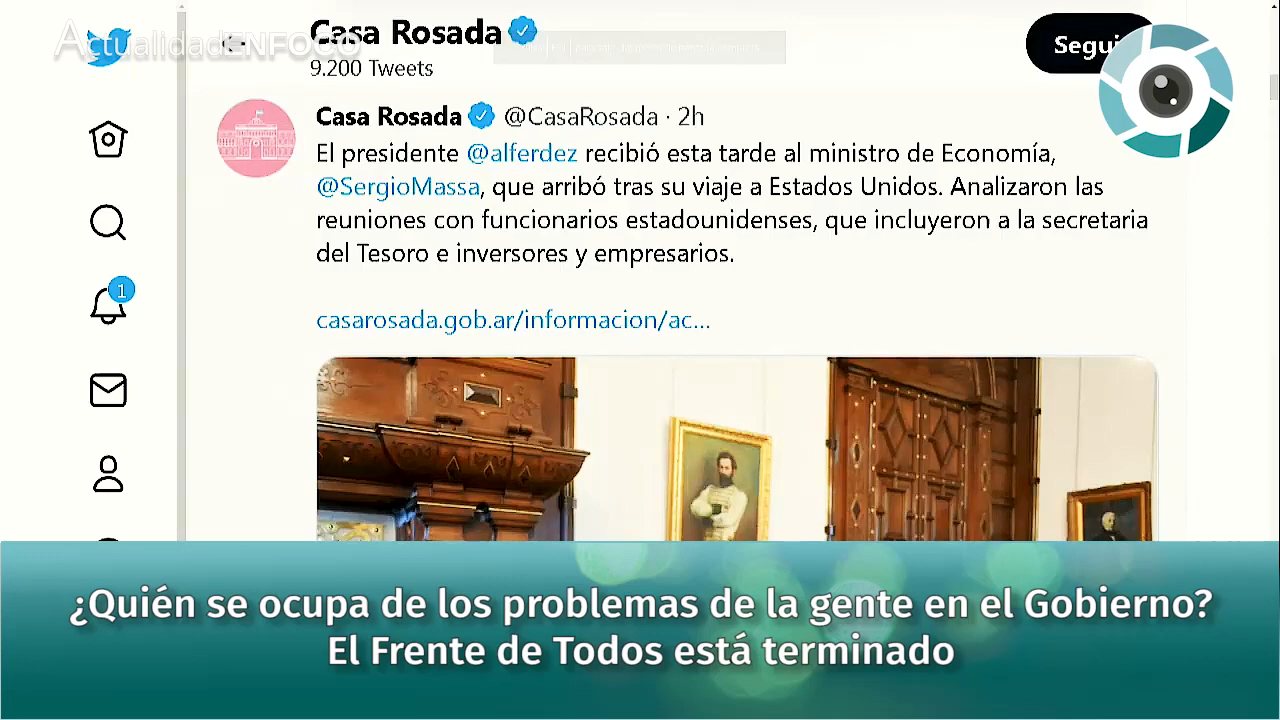 ActualidadENFOCO
Casa Rosada
9.200 Tweets
Segui
Casa Rosada @CasaRosada · 2h
El presidente @alferdez recibió esta tarde al ministro de Economía,
@SergioMassa, que arribó tras su viaje a Estados Unidos. Analizaron las
reuniones con funcionarios estadounidenses, que incluyeron a la secretaria
del Tesoro e inversores y empresarios.
casarosada.gob.ar/informacion/ac...
1
¿Quién se ocupa de los problemas de la gente en el Gobierno?
El Frente de Todos está terminado